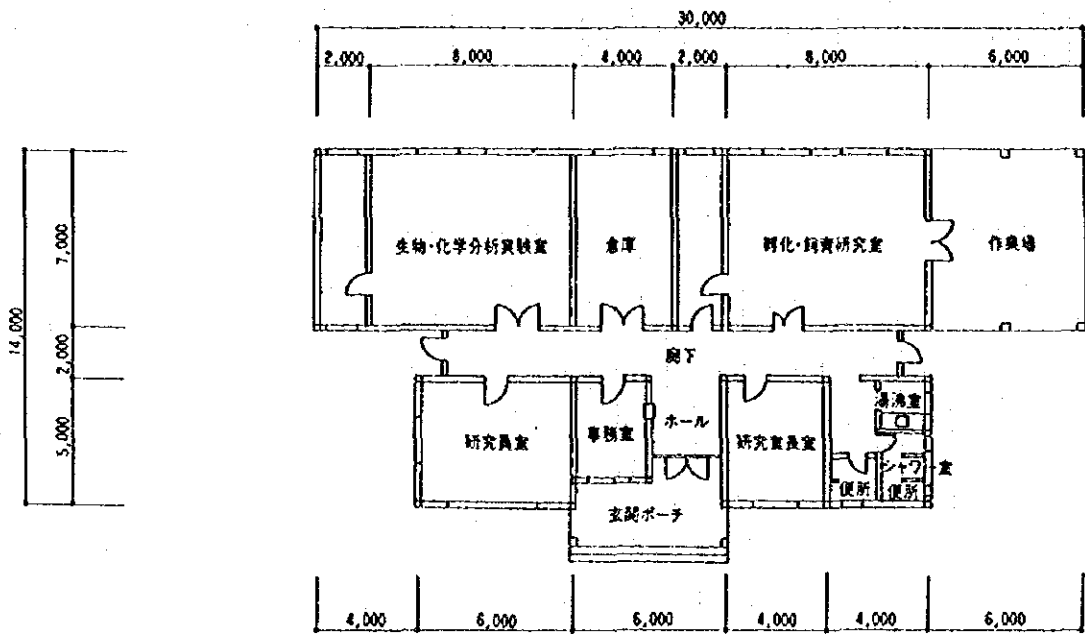 30,000
2,000 8,000 4,000 2,000 8,000 6,000
14,000
7,000
2,000
5,000
生物・化学分析実験室
倉庫
孵化・飼育研究室
作業場
廊下
研究員室
事務室
ホール
研究室長室
湯沸室
シャワー室
便所
便所
玄関ポーチ
4,000 6,000 6,000 4,000 4,000 6,000